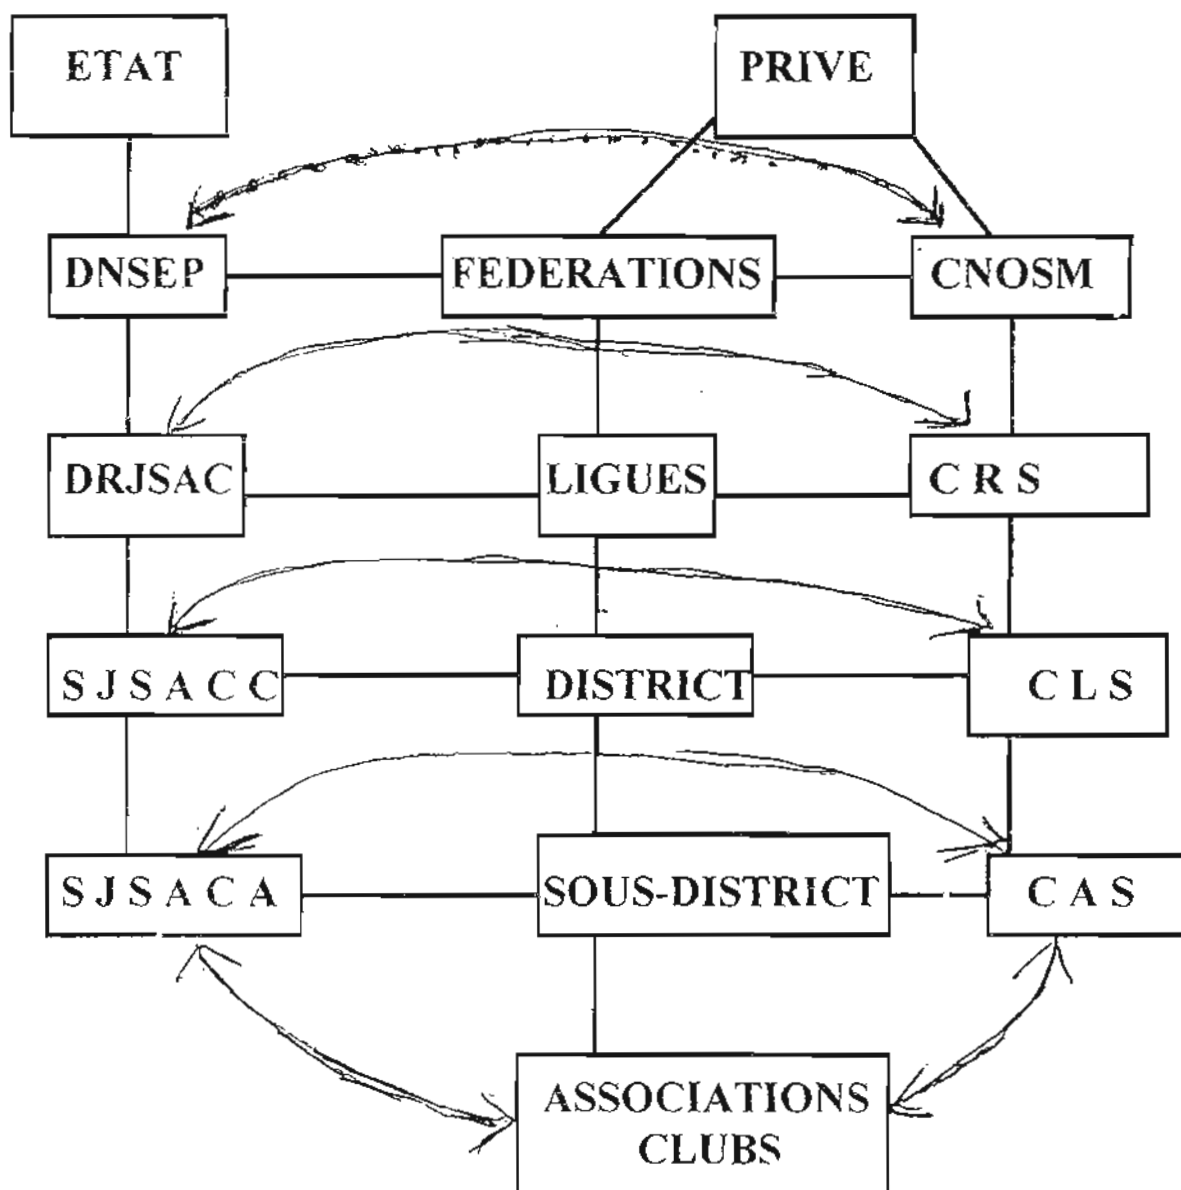 ETAT
PRIVE
DNSEP
FEDERATIONS
CNOSM
DRJSAC
LIGUES
C R S
S J S A C C
DISTRICT
C L S
S J S A C A
SOUS-DISTRICT
C A S
ASSOCIATIONS
CLUBS